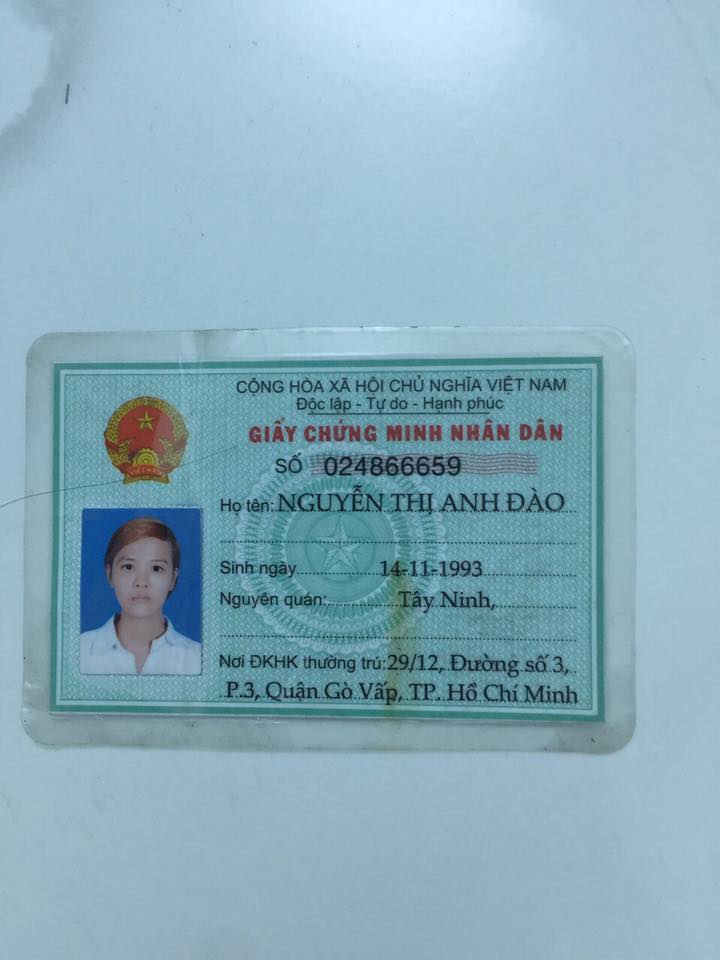 CỘNG HÒA XÃ HỘI CHỦ NGHĨA VIỆT NAM
Độc lập - Tự do - Hạnh phúc
GIẤY CHỨNG MINH NHÂN DÂN
SỐ 024866659
Họ tên: NGUYỄN THỊ ANH ĐÀO
Sinh ngày 14-11-1993
Nguyên quán: Tây Ninh,
Nơi ĐKHK thường trú: 29/12, Đường số 3,
P.3, Quận Gò Vấp, TP. Hồ Chí Minh
VIỆT NAM